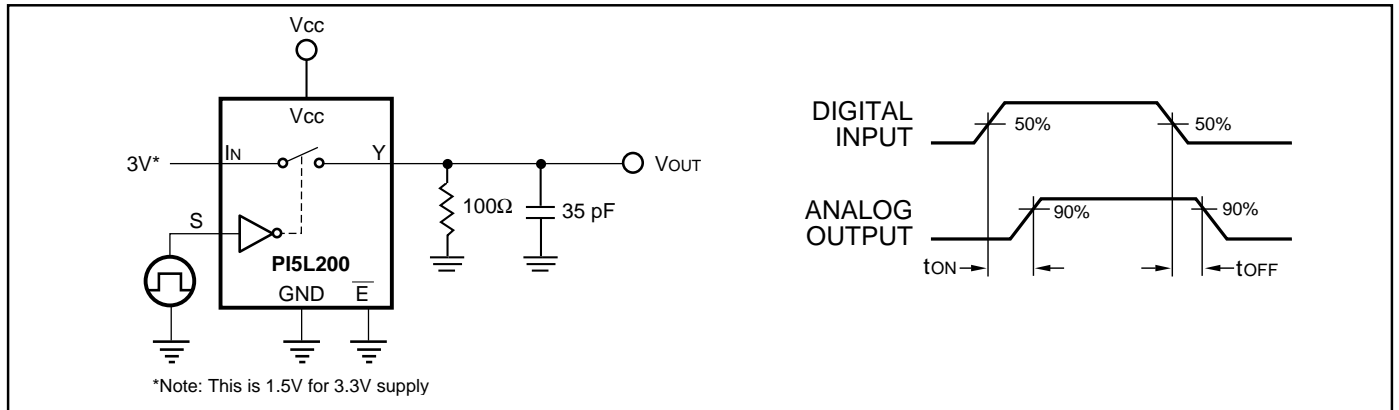 Vcc
Vcc
3V*
IN
Y
VOUT
100Ω
35 pF
S
PI5L200
GND
E̅
*Note: This is 1.5V for 3.3V supply
DIGITAL
INPUT
50%
50%
ANALOG
OUTPUT
90%
90%
tON
tOFF